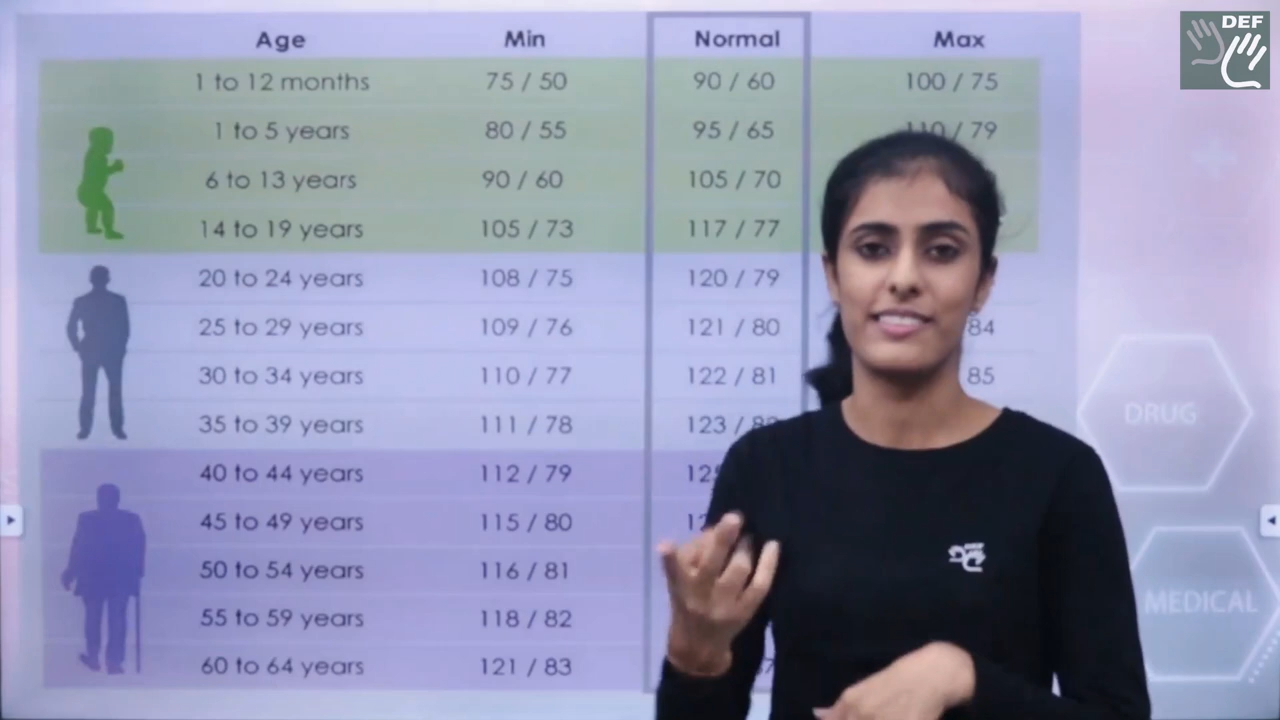 DEF
Age Min Normal Max
1 to 12 months 75 / 50 90 / 60 100 / 75
1 to 5 years 80 / 55 95 / 65 110 / 79
6 to 13 years 90 / 60 105 / 70
14 to 19 years 105 / 73 117 / 77
20 to 24 years 108 / 75 120 / 79
25 to 29 years 109 / 76 121 / 80 84
30 to 34 years 110 / 77 122 / 81 85
35 to 39 years 111 / 78 123 /
40 to 44 years 112 / 79
45 to 49 years 115 / 80
50 to 54 years 116 / 81
55 to 59 years 118 / 82
60 to 64 years 121 / 83
DRUG
DEF
MEDICAL